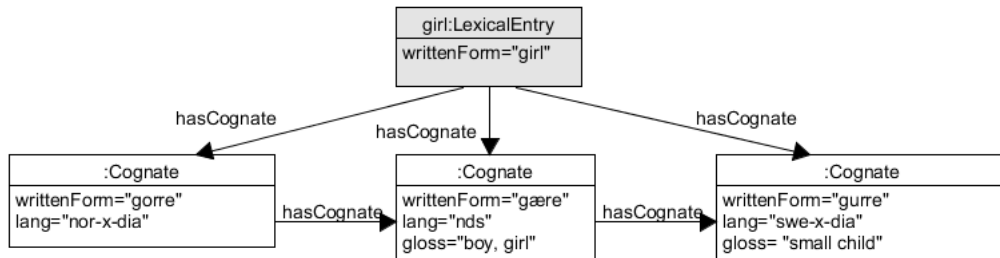 girl:LexicalEntry
writtenForm="girl"
hasCognate
hasCognate
hasCognate
:Cognate
writtenForm="gorre"
lang="nor-x-dia"
hasCognate
:Cognate
writtenForm="gære"
lang="nds"
gloss="boy, girl"
hasCognate
:Cognate
writtenForm="gurre"
lang="swe-x-dia"
gloss= "small child"